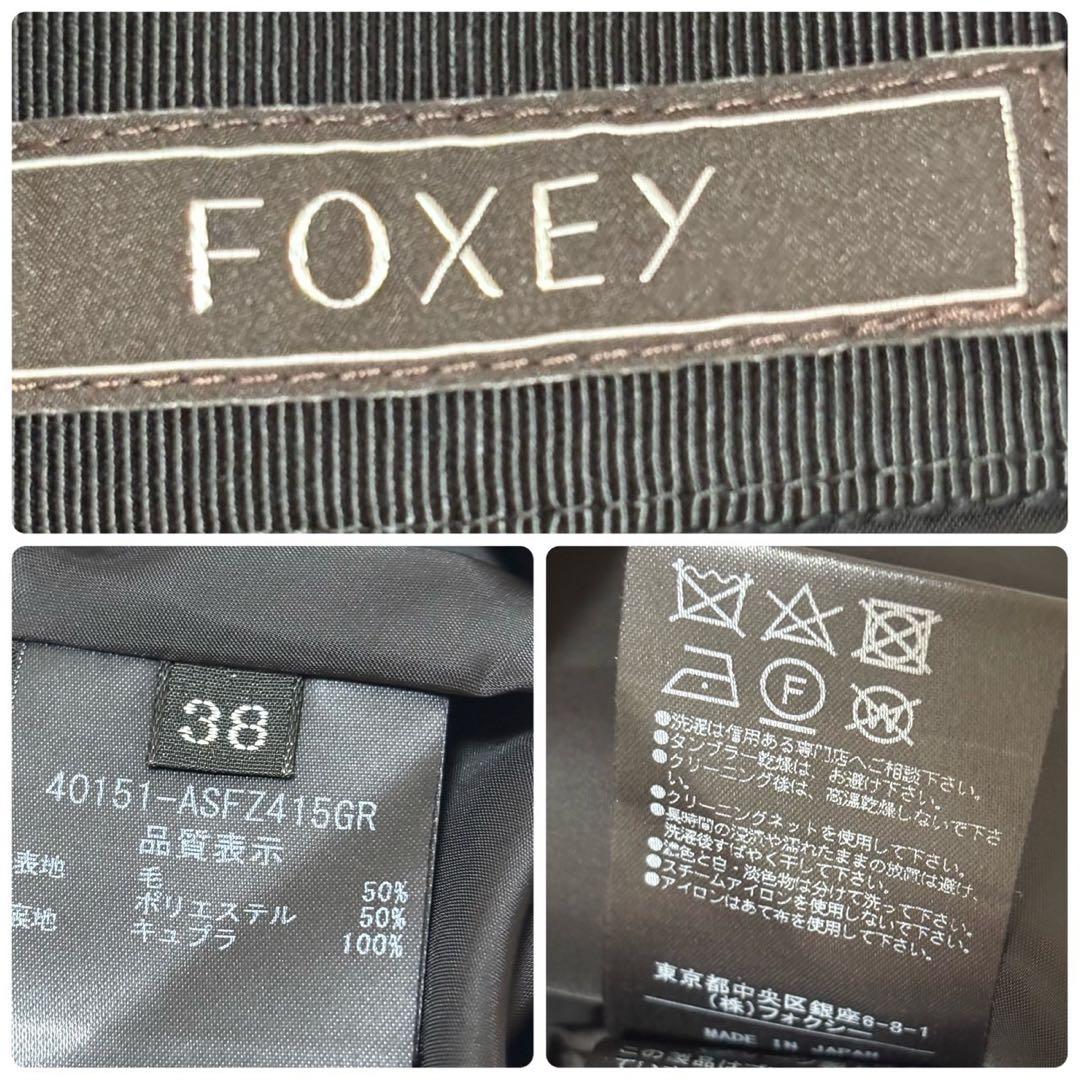 FOXEY
38
40151-ASFZ415GR
品質表示
表地 毛 50%
ポリエステル 50%
裏地 キュプラ 100%
F
W
●洗濯は信用ある専門店へご相談下さい。
●タンブラー乾燥は、お避け下さい。
●クリーニング後は、高温乾燥しないで下さ
い。
●クリーニングネットを使用して下さい。
●長時間の浸漬や濡れたままの放置は避け、
洗濯後すばやく干して下さい。
●濃色と白・淡色物は分けて洗って下さい。
●スチームアイロンを使用しないで下さい。
●アイロンはあて布を使用して下さい。
東京都中央区銀座6-8-1
(株)フォクシー
MADE IN JAPAN
この製品は